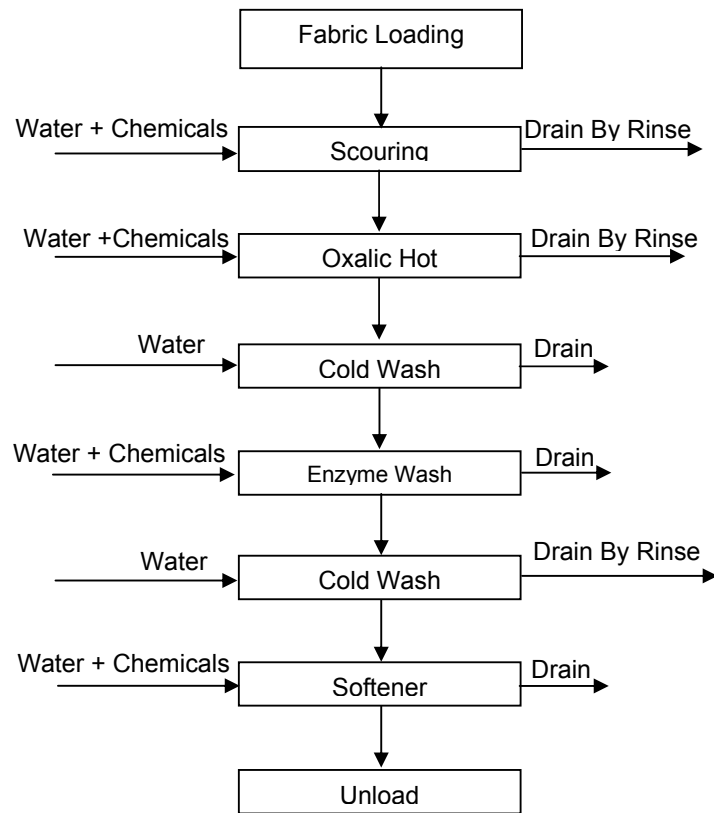 Fabric Loading
Water + Chemicals
Drain By Rinse
Scouring
Water +Chemicals
Drain By Rinse
Oxalic Hot
Water
Drain
Cold Wash
Water + Chemicals
Drain
Enzyme Wash
Water
Drain By Rinse
Cold Wash
Water + Chemicals
Drain
Softener
Unload